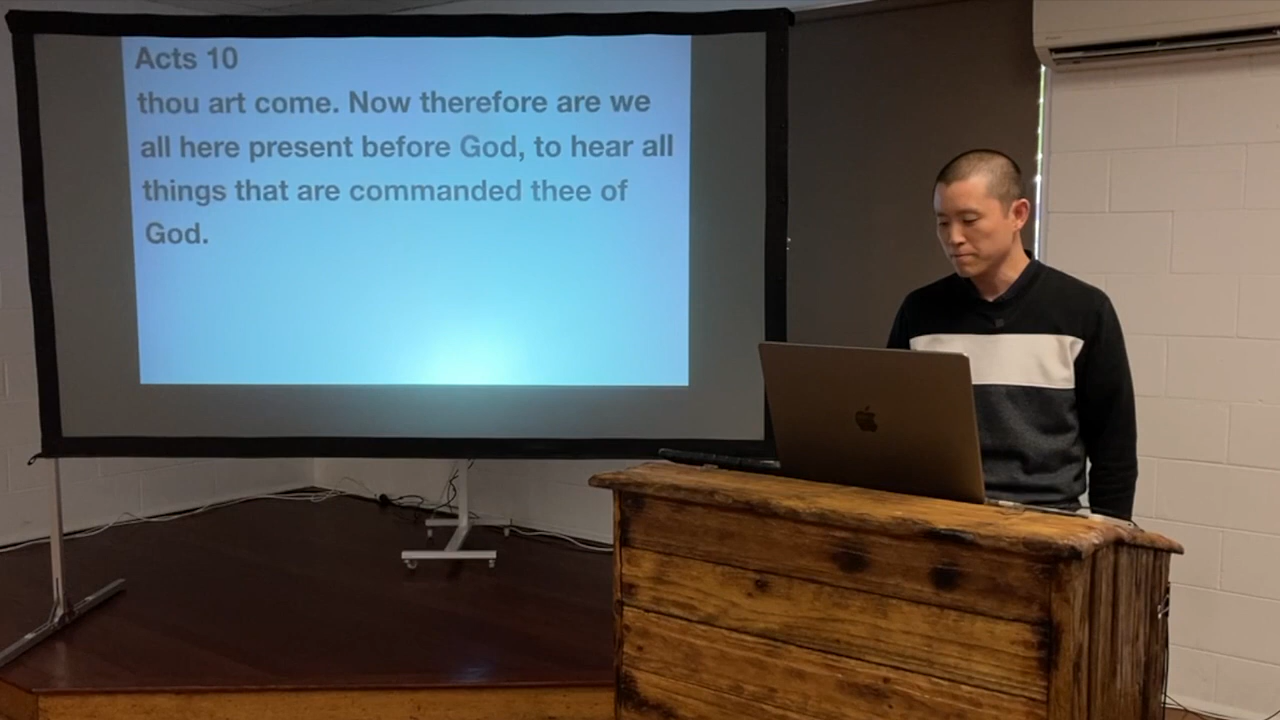 Acts 10
thou art come. Now therefore are we
all here present before God, to hear all
things that are commanded thee of
God.